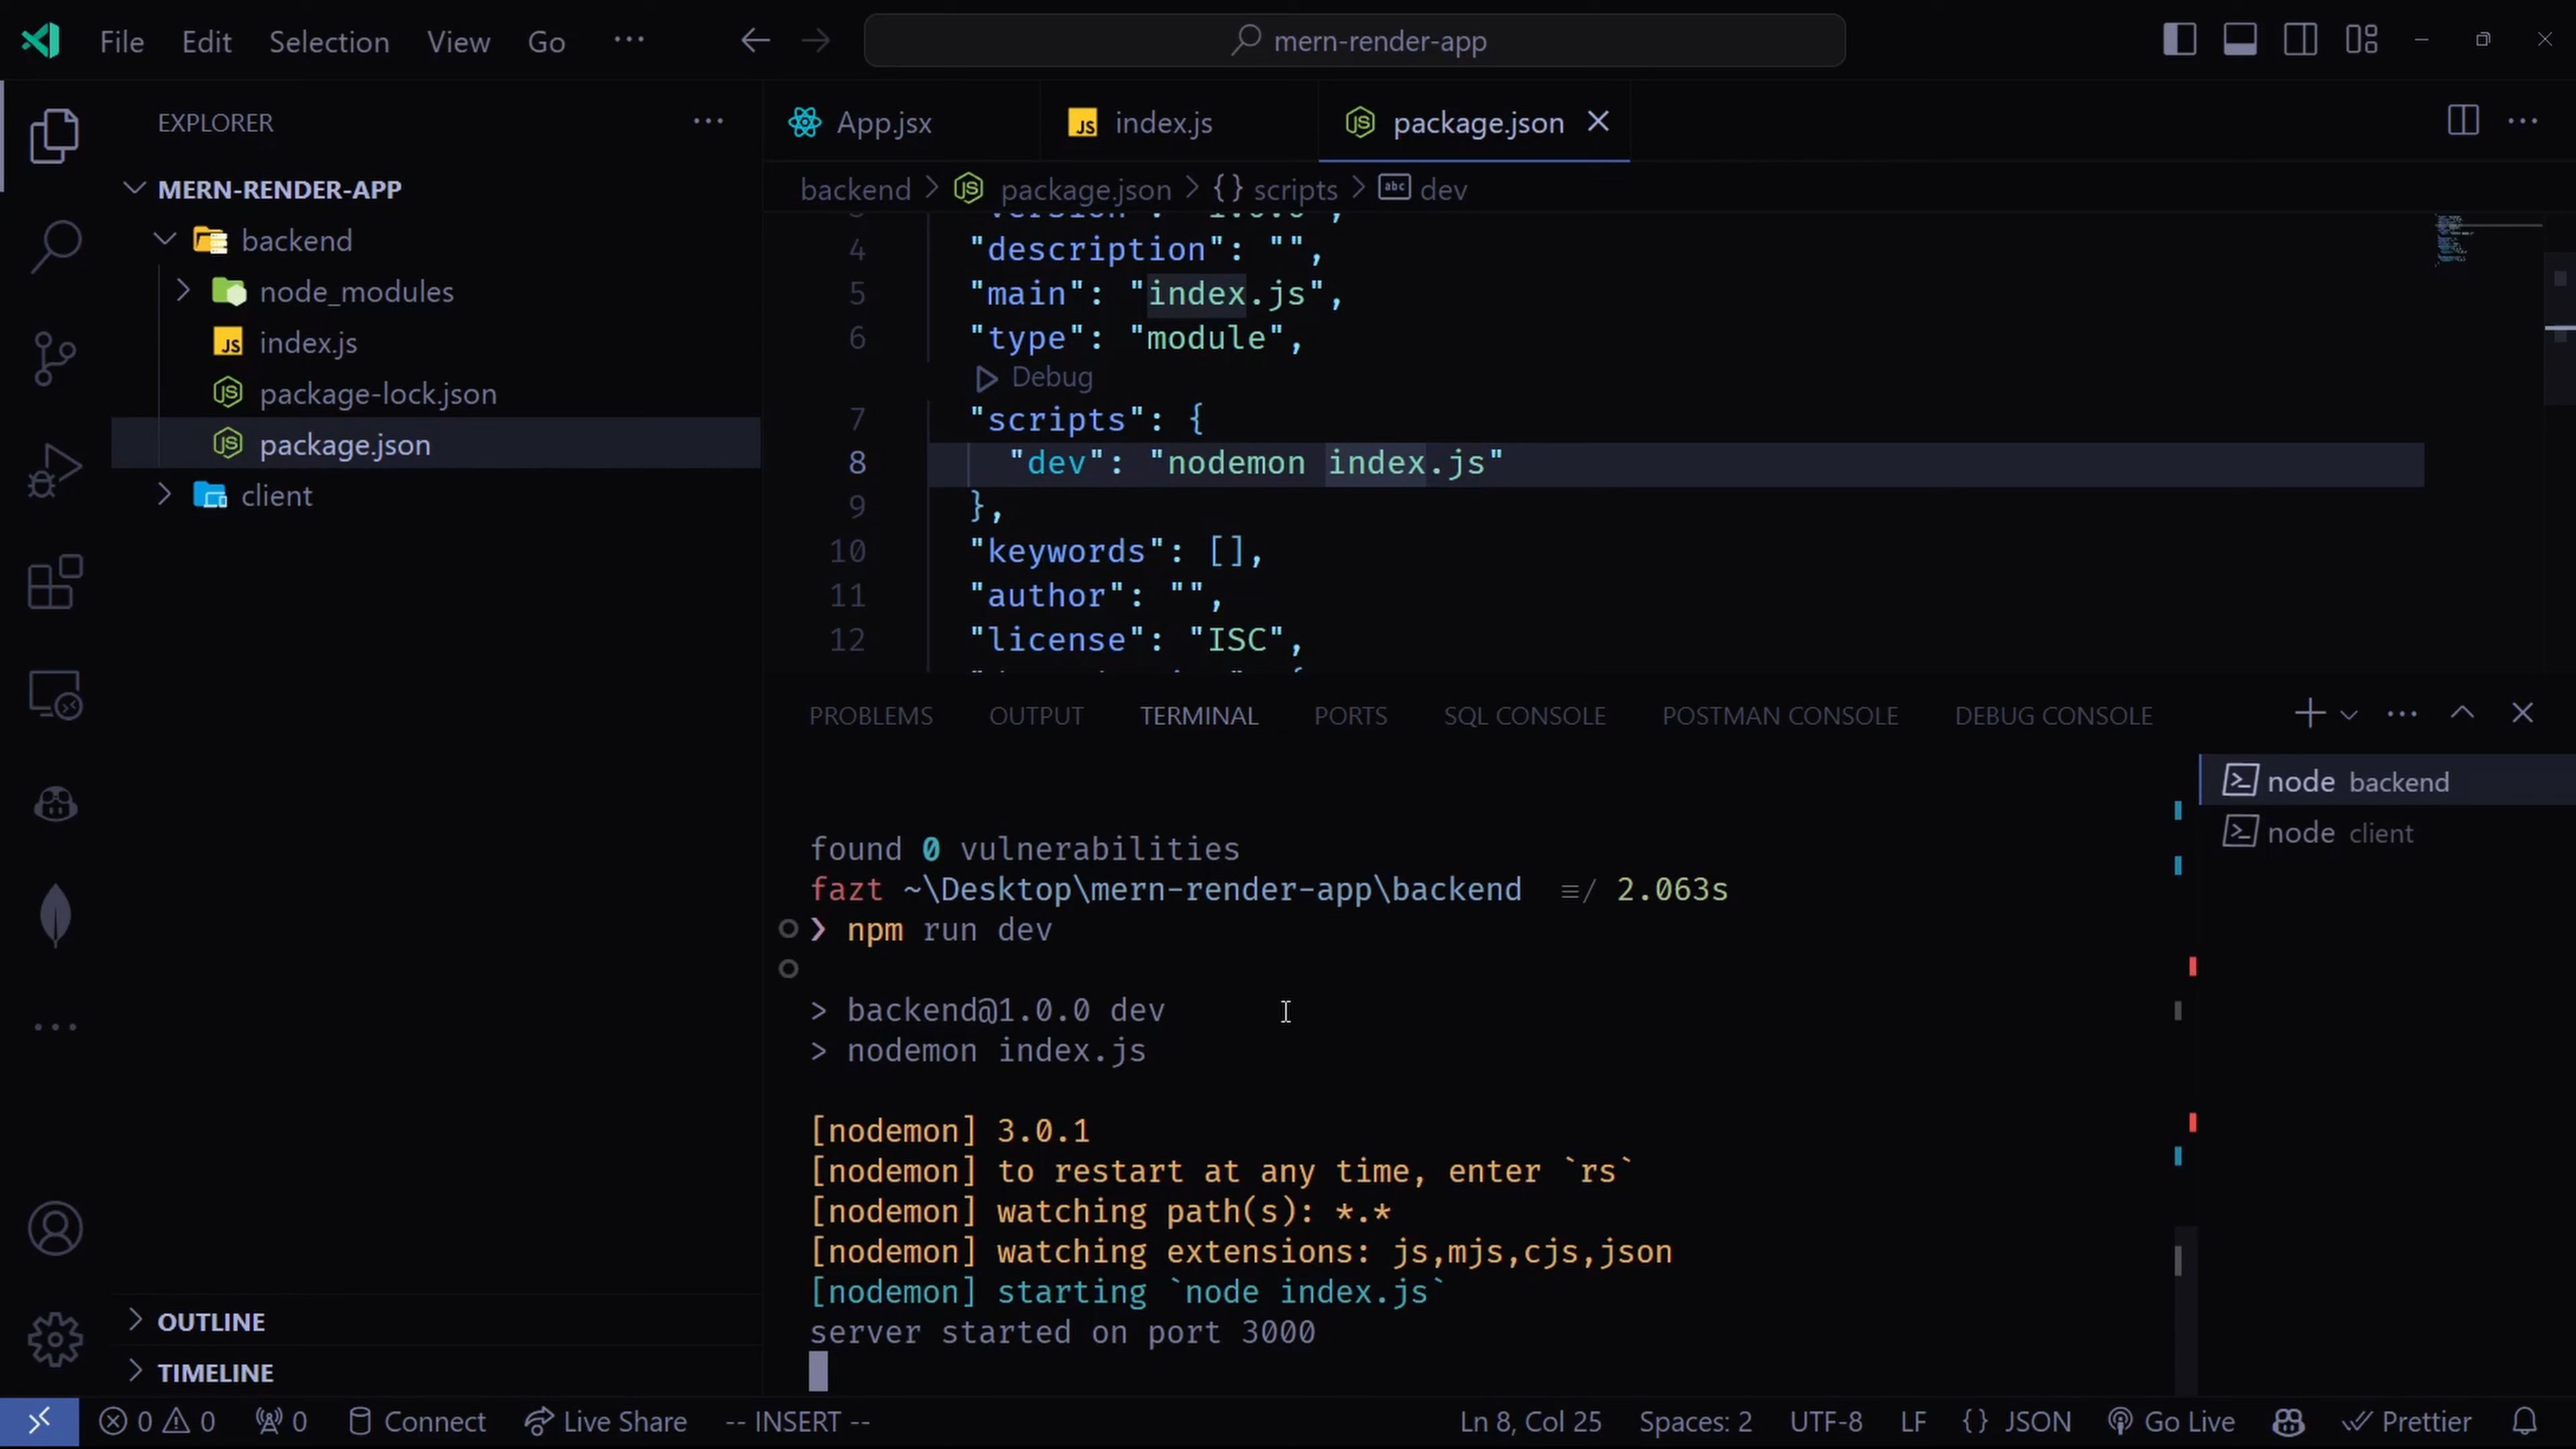 File Edit Selection View Go ··· mern-render-app
EXPLORER
MERN-RENDER-APP
backend
node_modules
JS index.js
package-lock.json
package.json
client
OUTLINE
TIMELINE
App.jsx JS index.js package.json
backend > package.json > {} scripts > abc dev
"version": "1.0.0",
4 "description": "",
5 "main": "index.js",
6 "type": "module",
Debug
7 "scripts": {
8 "dev": "nodemon index.js"
9 },
10 "keywords": [],
11 "author": "",
12 "license": "ISC",
PROBLEMS OUTPUT TERMINAL PORTS SQL CONSOLE POSTMAN CONSOLE DEBUG CONSOLE
node backend
node client
found 0 vulnerabilities
fazt ~\Desktop\mern-render-app\backend ≡/ 2.063s
❯ npm run dev
> backend@1.0.0 dev
> nodemon index.js
[nodemon] 3.0.1
[nodemon] to restart at any time, enter `rs`
[nodemon] watching path(s): *.*
[nodemon] watching extensions: js,mjs,cjs,json
[nodemon] starting `node index.js`
server started on port 3000
0 0 0 Connect Live Share -- INSERT -- Ln 8, Col 25 Spaces: 2 UTF-8 LF {} JSON Go Live Prettier